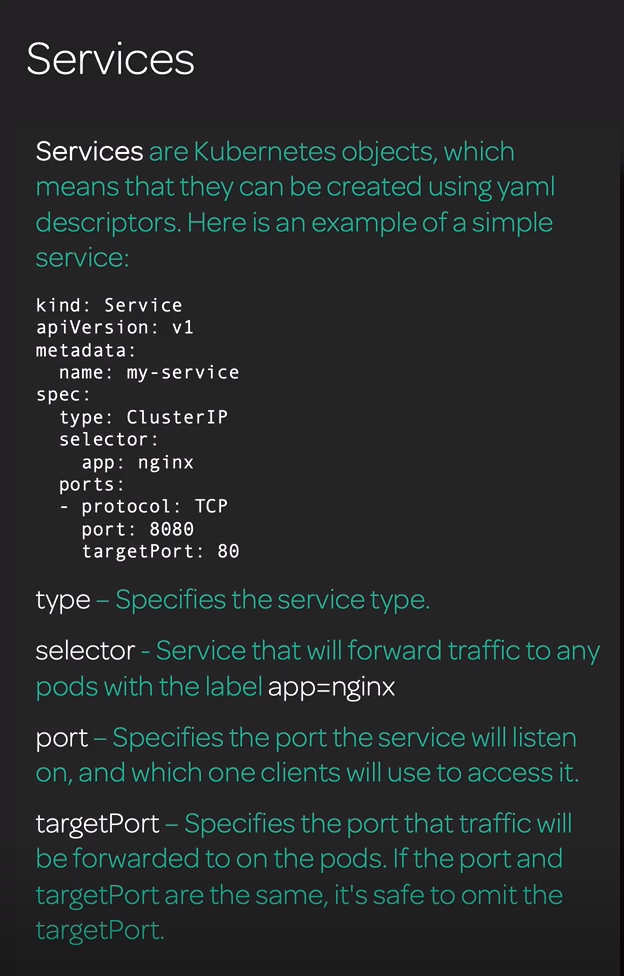 Services
Services are Kubernetes objects, which
means that they can be created using yaml
descriptors. Here is an example of a simple
service:
kind: Service
apiVersion: v1
metadata:
  name: my-service
spec:
  type: ClusterIP
  selector:
    app: nginx
  ports:
  - protocol: TCP
    port: 8080
    targetPort: 80
type – Specifies the service type.
selector - Service that will forward traffic to any
pods with the label app=nginx
port – Specifies the port the service will listen
on, and which one clients will use to access it.
targetPort – Specifies the port that traffic will
be forwarded to on the pods. If the port and
targetPort are the same, it's safe to omit the
targetPort.